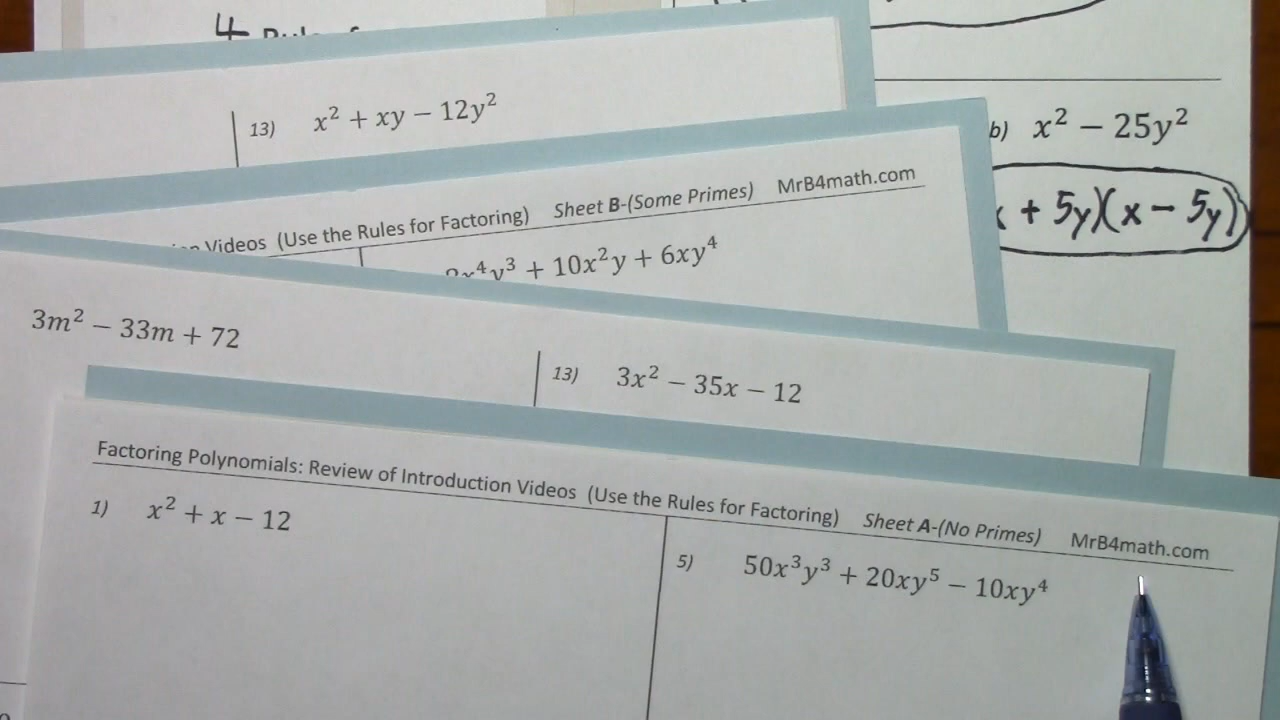 4
13) x² + xy − 12y²
b) x² − 25y²
+ 5y)(x − 5y)
Videos (Use the Rules for Factoring) Sheet B-(Some Primes) MrB4math.com
x⁴y³ + 10x²y + 6xy⁴
3m² − 33m + 72
13) 3x² − 35x − 12
Factoring Polynomials: Review of Introduction Videos (Use the Rules for Factoring) Sheet A-(No Primes) MrB4math.com
1) x² + x − 12
5) 50x³y³ + 20xy⁵ − 10xy⁴